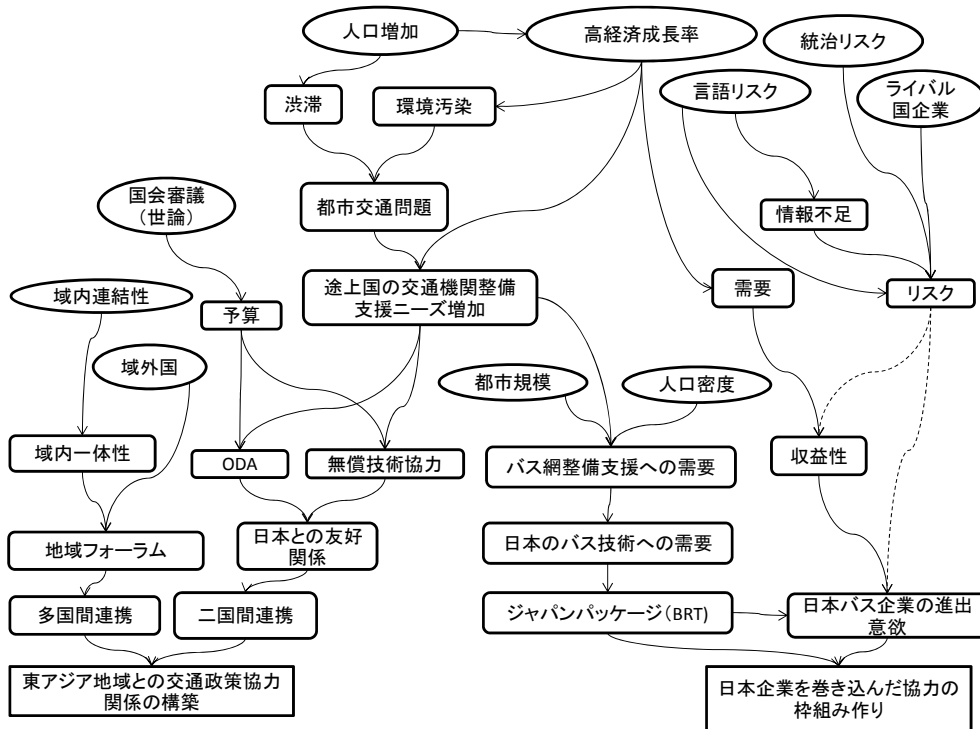 人口増加
高経済成長率
統治リスク
言語リスク
ライバル
国企業
渋滞
環境汚染
国会審議
（世論）
都市交通問題
情報不足
域内連結性
予算
途上国の交通機関整備
支援ニーズ増加
需要
リスク
域外国
都市規模
人口密度
域内一体性
ODA
無償技術協力
バス網整備支援への需要
収益性
地域フォーラム
日本との友好
関係
日本のバス技術への需要
多国間連携
二国間連携
ジャパンパッケージ（BRT)
日本バス企業の進出
意欲
東アジア地域との交通政策協力
関係の構築
日本企業を巻き込んだ協力の
枠組み作り